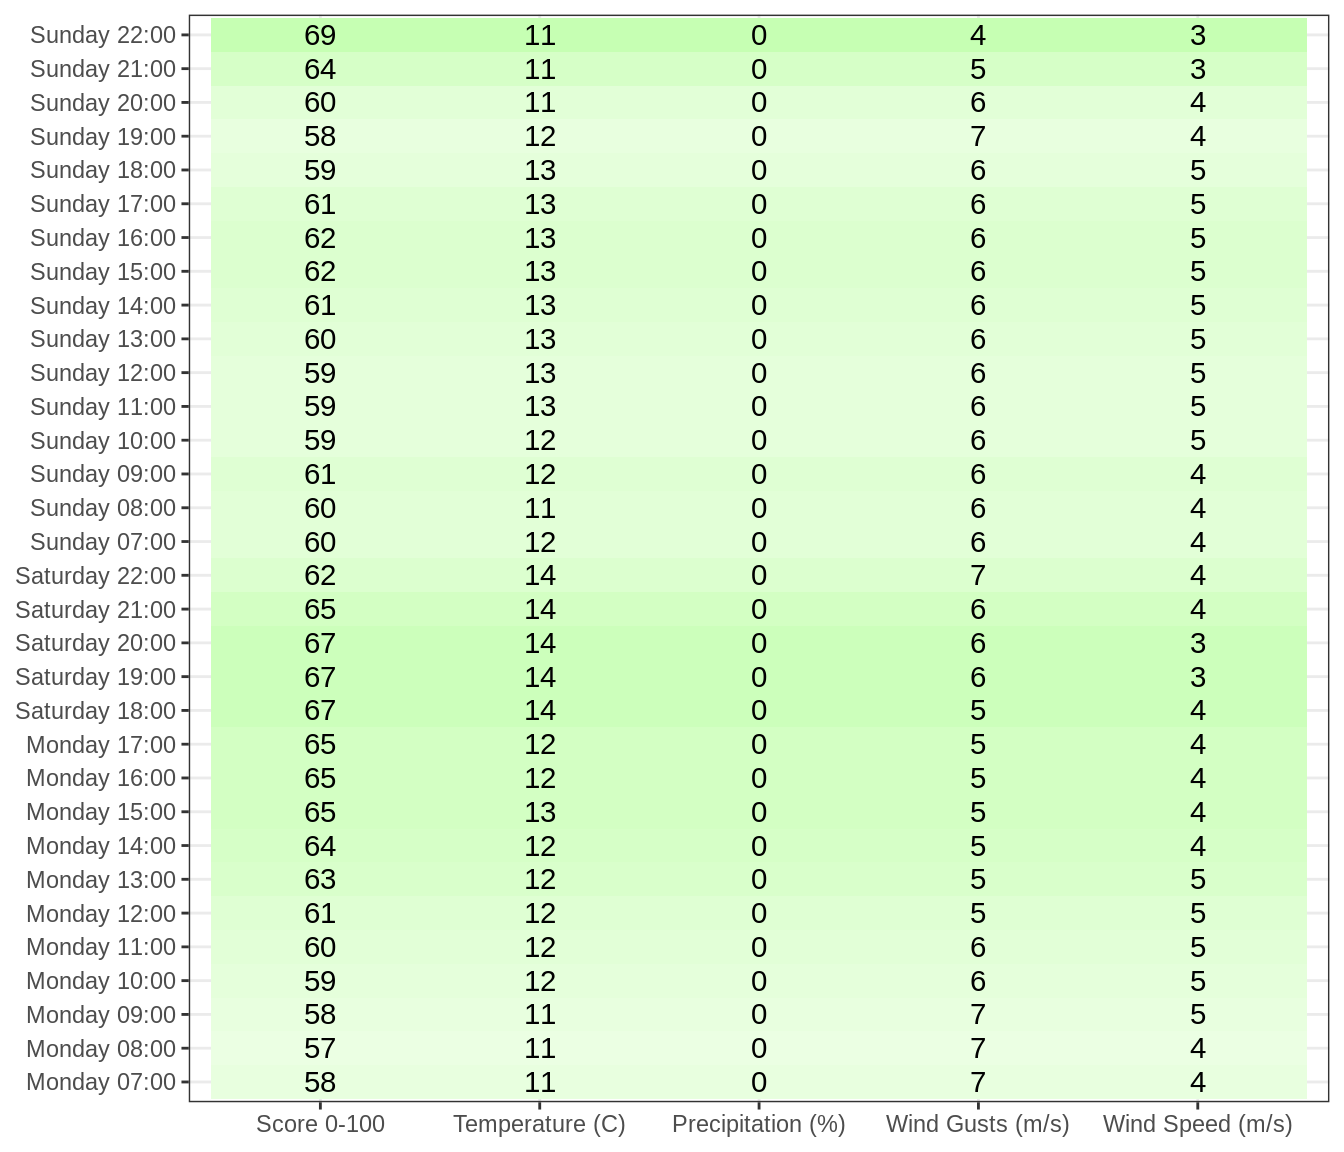 Sunday 22:00 69 11 0 4 3
Sunday 21:00 64 11 0 5 3
Sunday 20:00 60 11 0 6 4
Sunday 19:00 58 12 0 7 4
Sunday 18:00 59 13 0 6 5
Sunday 17:00 61 13 0 6 5
Sunday 16:00 62 13 0 6 5
Sunday 15:00 62 13 0 6 5
Sunday 14:00 61 13 0 6 5
Sunday 13:00 60 13 0 6 5
Sunday 12:00 59 13 0 6 5
Sunday 11:00 59 13 0 6 5
Sunday 10:00 59 12 0 6 5
Sunday 09:00 61 12 0 6 4
Sunday 08:00 60 11 0 6 4
Sunday 07:00 60 12 0 6 4
Saturday 22:00 62 14 0 7 4
Saturday 21:00 65 14 0 6 4
Saturday 20:00 67 14 0 6 3
Saturday 19:00 67 14 0 6 3
Saturday 18:00 67 14 0 5 4
Monday 17:00 65 12 0 5 4
Monday 16:00 65 12 0 5 4
Monday 15:00 65 13 0 5 4
Monday 14:00 64 12 0 5 4
Monday 13:00 63 12 0 5 5
Monday 12:00 61 12 0 5 5
Monday 11:00 60 12 0 6 5
Monday 10:00 59 12 0 6 5
Monday 09:00 58 11 0 7 5
Monday 08:00 57 11 0 7 4
Monday 07:00 58 11 0 7 4
Score 0-100 Temperature (C) Precipitation (%) Wind Gusts (m/s) Wind Speed (m/s)